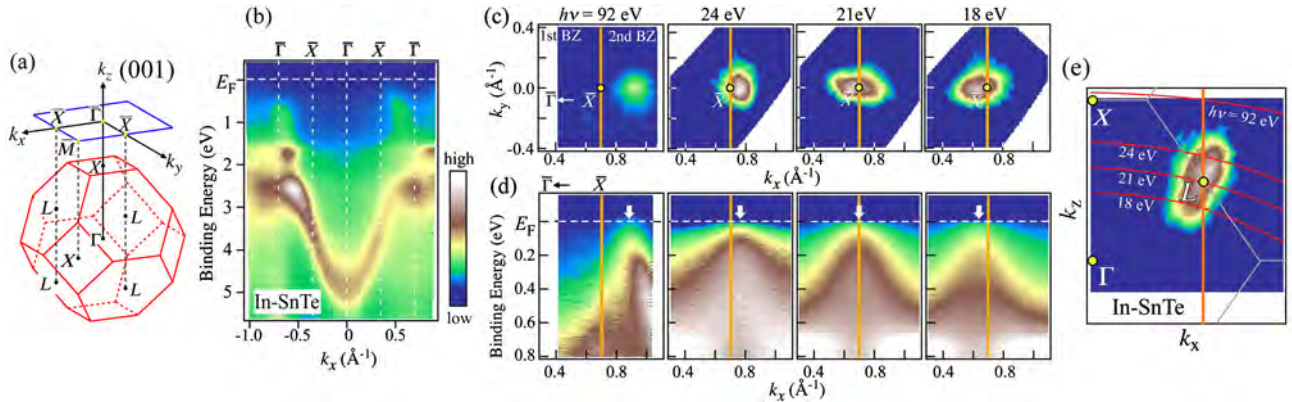 (a)
k_z (001)
X̄ Γ̄ X̄
k_x M̄
X k_y
L L
Γ
X
L L
(b)
Γ̄ X̄ Γ̄ X̄ Γ̄
E_F
Binding Energy (eV)
1
2
3
4
5
In-SnTe
-1.0 -0.5 0 0.5
k_x (Å⁻¹)
high
low
(c)
hν = 92 eV 24 eV 21eV 18 eV
k_y (Å⁻¹)
0.4
0.0
-0.4
1st BZ 2nd BZ
Γ̄ ← X̄ X̄ X̄ X̄
0.4 0.8 0.4 0.8 0.4 0.8 0.4 0.8
k_x (Å⁻¹)
(d)
Γ̄ ← X̄
E_F
Binding Energy (eV)
0.2
0.4
0.6
0.8
0.4 0.8 0.4 0.8 0.4 0.8 0.4 0.8
k_x (Å⁻¹)
(e)
X
hν = 92 eV
24 eV
21 eV
L
18 eV
k_z
Γ
In-SnTe
k_x